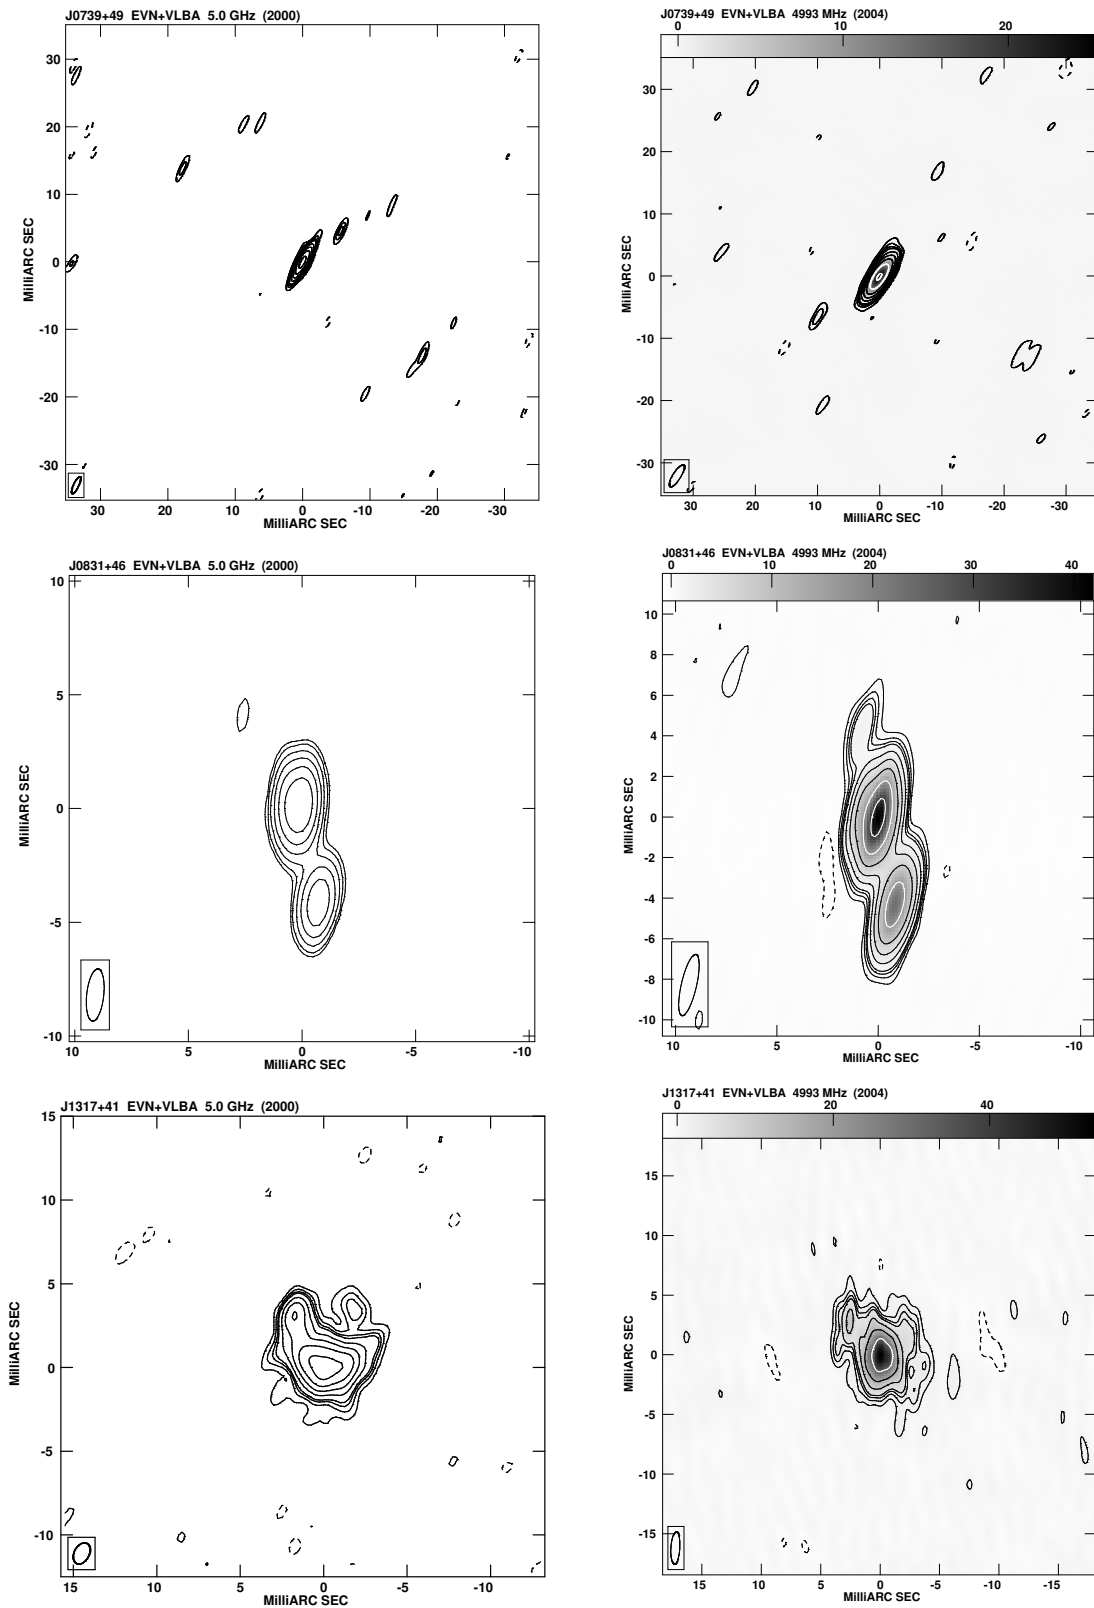 J0739+49 EVN+VLBA 5.0 GHz (2000)
30
20
10
0
-10
-20
-30
MilliARC SEC
30 20 10 0 -10 -20 -30
MilliARC SEC
J0739+49 EVN+VLBA 4993 MHz (2004)
0 10 20
30
20
10
0
-10
-20
-30
MilliARC SEC
30 20 10 0 -10 -20 -30
MilliARC SEC
J0831+46 EVN+VLBA 5.0 GHz (2000)
10
5
0
-5
-10
MilliARC SEC
10 5 0 -5 -10
MilliARC SEC
J0831+46 EVN+VLBA 4993 MHz (2004)
0 10 20 30 40
10
8
6
4
2
0
-2
-4
-6
-8
-10
MilliARC SEC
10 5 0 -5 -10
MilliARC SEC
J1317+41 EVN+VLBA 5.0 GHz (2000)
15
10
5
0
-5
-10
MilliARC SEC
15 10 5 0 -5 -10
MilliARC SEC
J1317+41 EVN+VLBA 4993 MHz (2004)
0 20 40
15
10
5
0
-5
-10
-15
MilliARC SEC
15 10 5 0 -5 -10 -15
MilliARC SEC